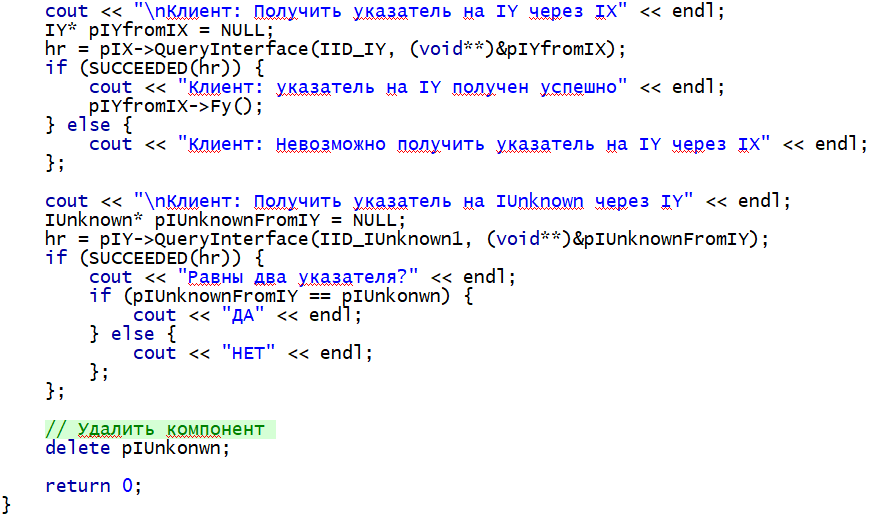 cout << "\nКлиент: Получить указатель на IY через IX" << endl;
IY* pIYfromIX = NULL;
hr = pIX->QueryInterface(IID_IY, (void**)&pIYfromIX);
if (SUCCEEDED(hr)) {
cout << "Клиент: указатель на IY получен успешно" << endl;
pIYfromIX->Fy();
} else {
cout << "Клиент: Невозможно получить указатель на IY через IX" << endl;
};
cout << "\nКлиент: Получить указатель на IUnknown через IY" << endl;
IUnknown* pIUnknownFromIY = NULL;
hr = pIY->QueryInterface(IID_IUnknown1, (void**)&pIUnknownFromIY);
if (SUCCEEDED(hr)) {
cout << "Равны два указателя?" << endl;
if (pIUnknownFromIY == pIUnkonwn) {
cout << "ДА" << endl;
} else {
cout << "НЕТ" << endl;
};
};
// Удалить компонент
delete pIUnkonwn;
return 0;
}